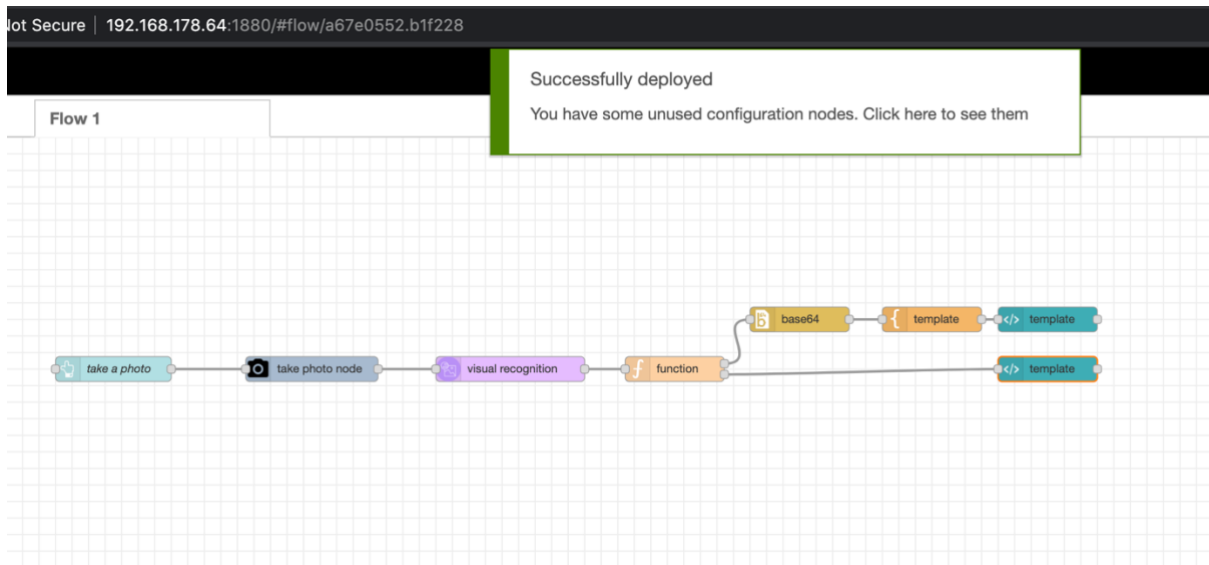 Not Secure | 192.168.178.64:1880/#flow/a67e0552.b1f228
Successfully deployed
You have some unused configuration nodes. Click here to see them
Flow 1
base64
template
template
take a photo
take photo node
visual recognition
function
template